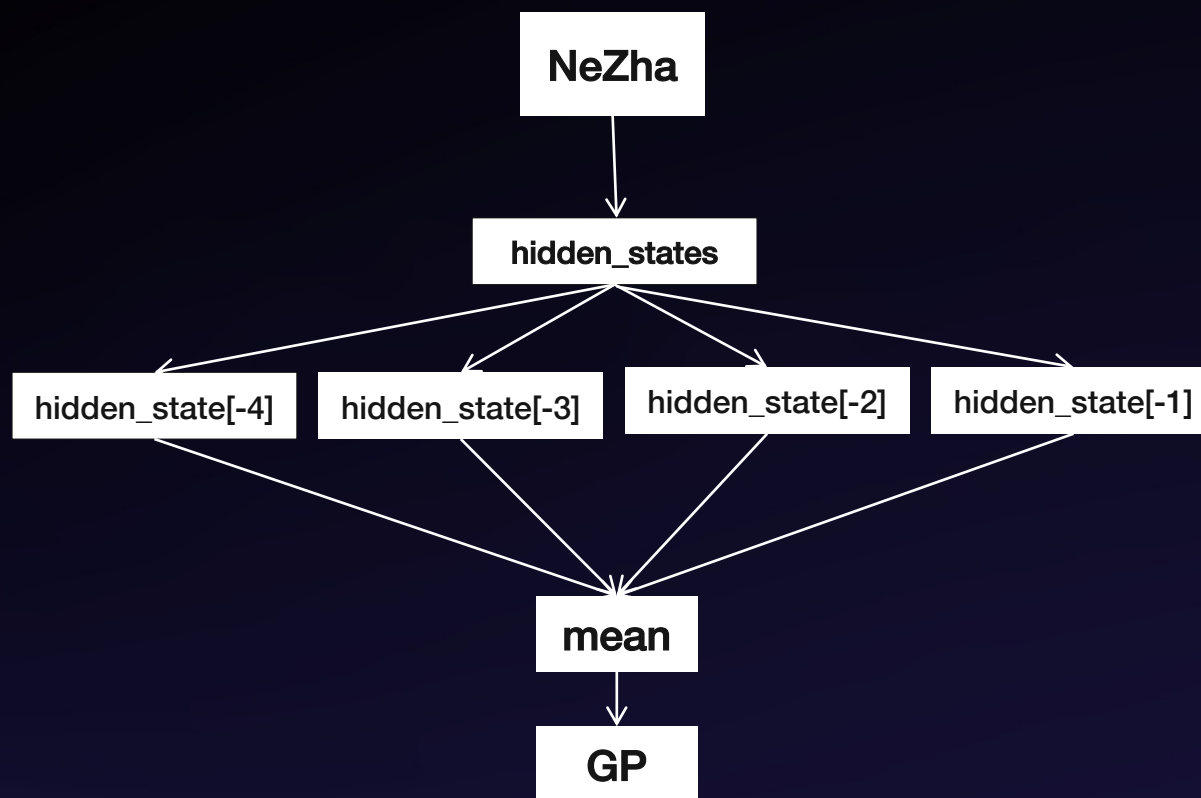 NeZha
hidden_states
hidden_state[-4]
hidden_state[-3]
hidden_state[-2]
hidden_state[-1]
mean
GP